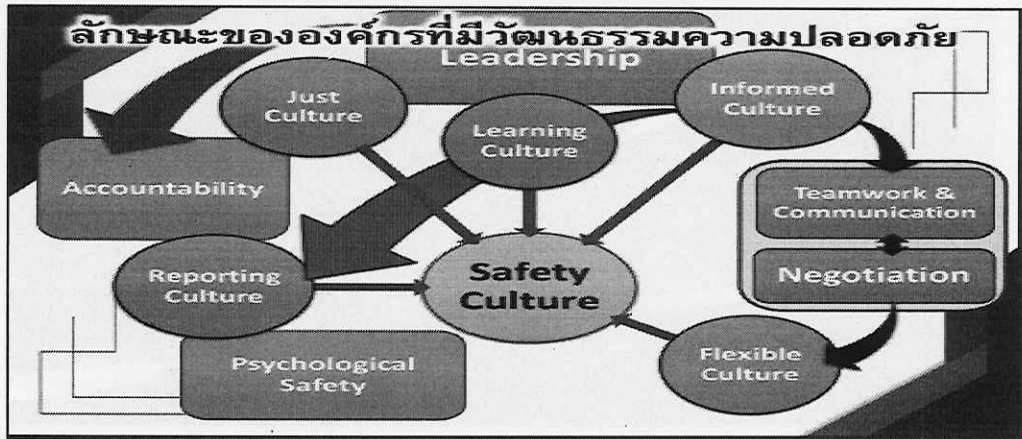 ลักษณะขององค์กรที่มีวัฒนธรรมความปลอดภัย
Leadership
Just
Culture
Learning
Culture
Informed
Culture
Accountability
Teamwork &
Communication
Negotiation
Reporting
Culture
Safety
Culture
Psychological
Safety
Flexible
Culture